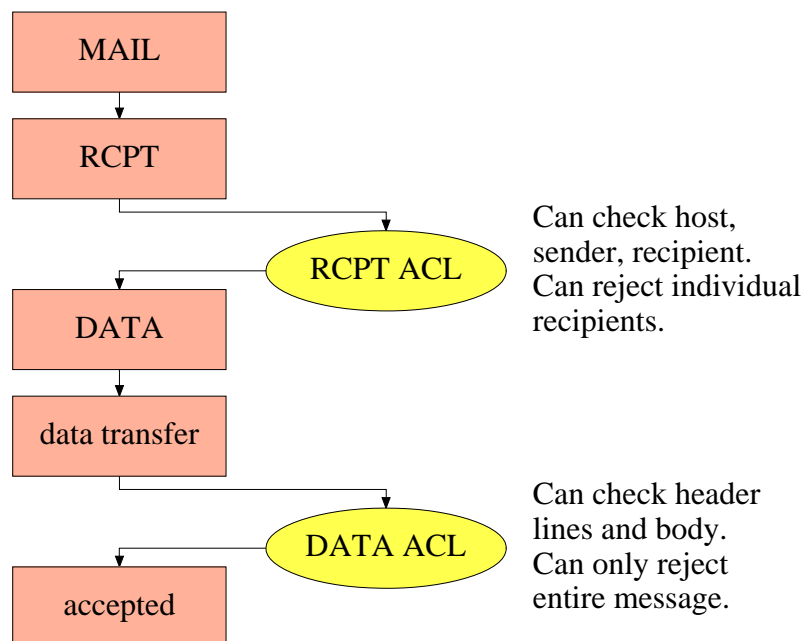 MAIL
RCPT
Can check host,
sender, recipient.
Can reject individual
recipients.
RCPT ACL
DATA
data transfer
Can check header
lines and body.
Can only reject
entire message.
DATA ACL
accepted